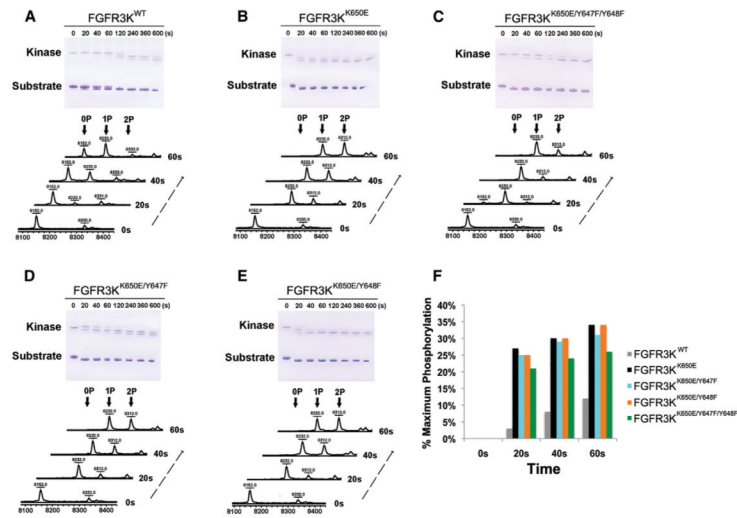 A
FGFR3K^WT
0 20 40 60 120 240 360 600 (s)
Kinase
Substrate
0P 1P 2P
60s
40s
20s
0s
8100 8200 8300 8400
B
FGFR3K^K650E
0 20 40 60 120 240 360 600 (s)
Kinase
Substrate
0P 1P 2P
60s
40s
20s
0s
8100 8200 8300 8400
C
FGFR3K^K650E/Y647F/Y648F
0 20 40 60 120 240 360 600 (s)
Kinase
Substrate
0P 1P 2P
60s
40s
20s
0s
8100 8200 8300 8400
D
FGFR3K^K650E/Y647F
0 20 40 60 120 240 360 600 (s)
Kinase
Substrate
0P 1P 2P
60s
40s
20s
0s
8100 8200 8300 8400
E
FGFR3K^K650E/Y648F
0 20 40 60 120 240 360 600 (s)
Kinase
Substrate
0P 1P 2P
60s
40s
20s
0s
8100 8200 8300 8400
F
% Maximum Phosphorylation
40%
35%
30%
25%
20%
15%
10%
5%
0%
0s 20s 40s 60s
Time
FGFR3K^WT
FGFR3K^K650E
FGFR3K^K650E/Y647F
FGFR3K^K650E/Y648F
FGFR3K^K650E/Y647F/Y648F